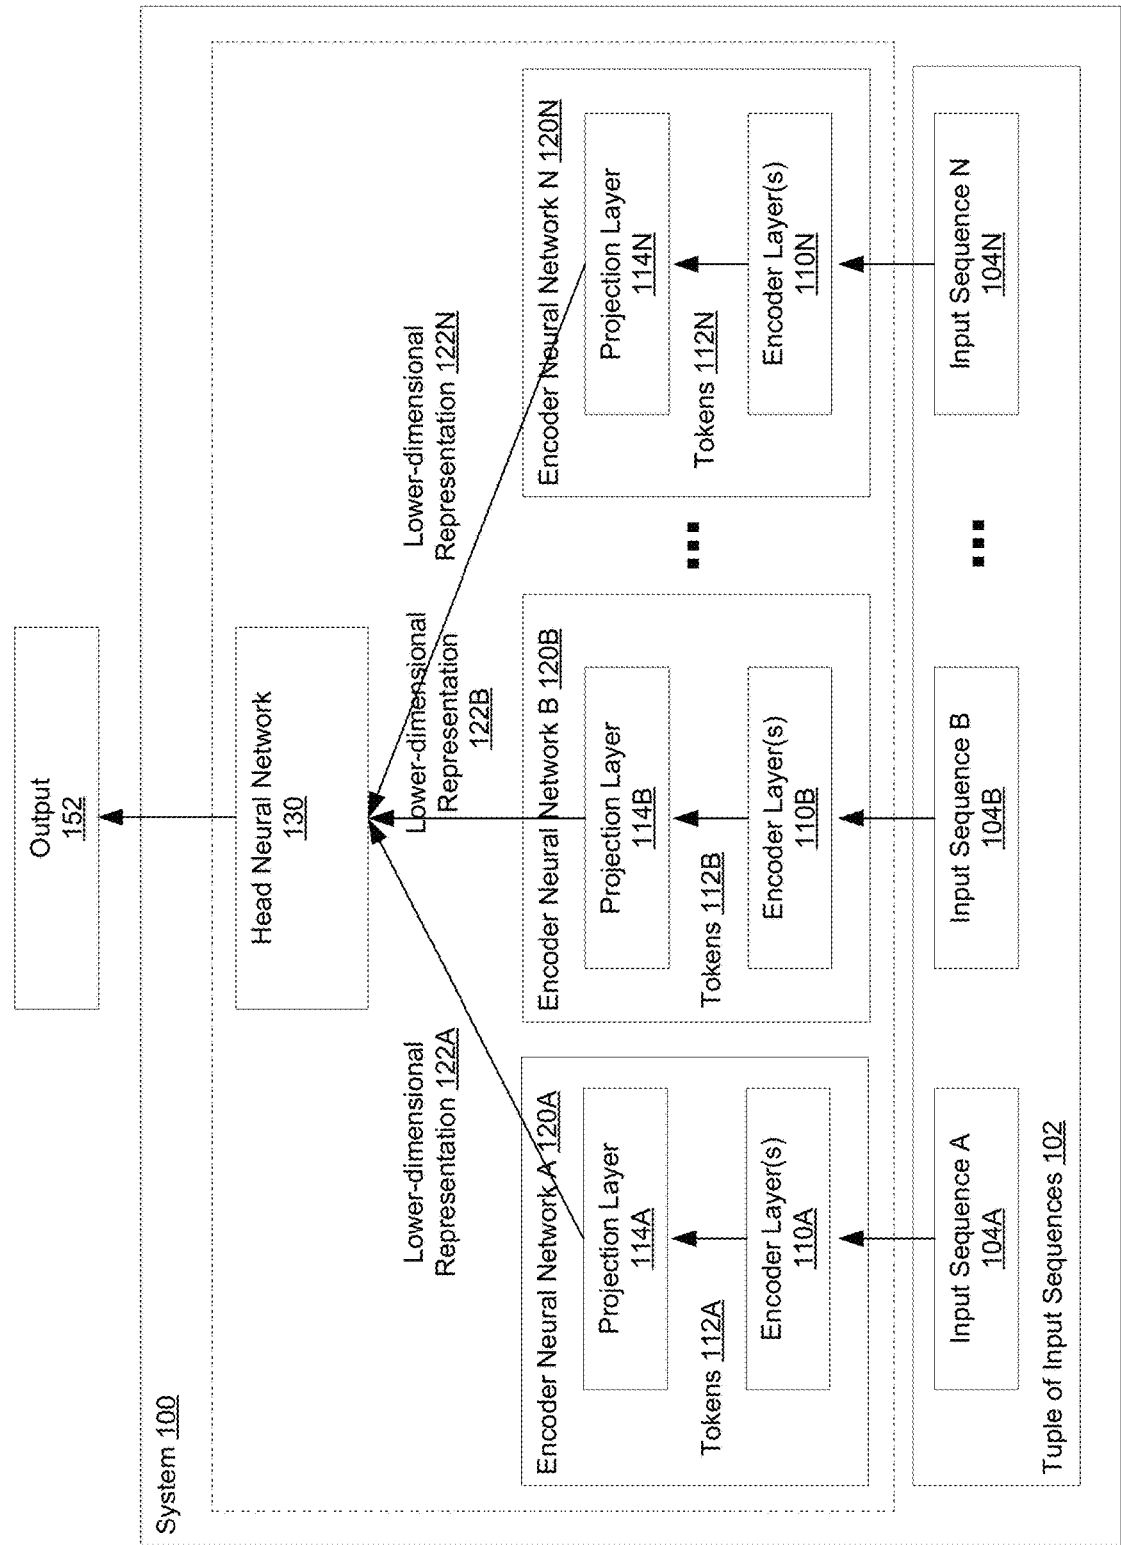 System 100
Output
152
Head Neural Network
130
Lower-dimensional
Representation 122A
Lower-dimensional
Representation
122B
Lower-dimensional
Representation 122N
Encoder Neural Network A 120A
Projection Layer
114A
Tokens 112A
Encoder Layer(s)
110A
Encoder Neural Network B 120B
Projection Layer
114B
Tokens 112B
Encoder Layer(s)
110B
Encoder Neural Network N 120N
Projection Layer
114N
Tokens 112N
Encoder Layer(s)
110N
Input Sequence A
104A
Input Sequence B
104B
Input Sequence N
104N
Tuple of Input Sequences 102